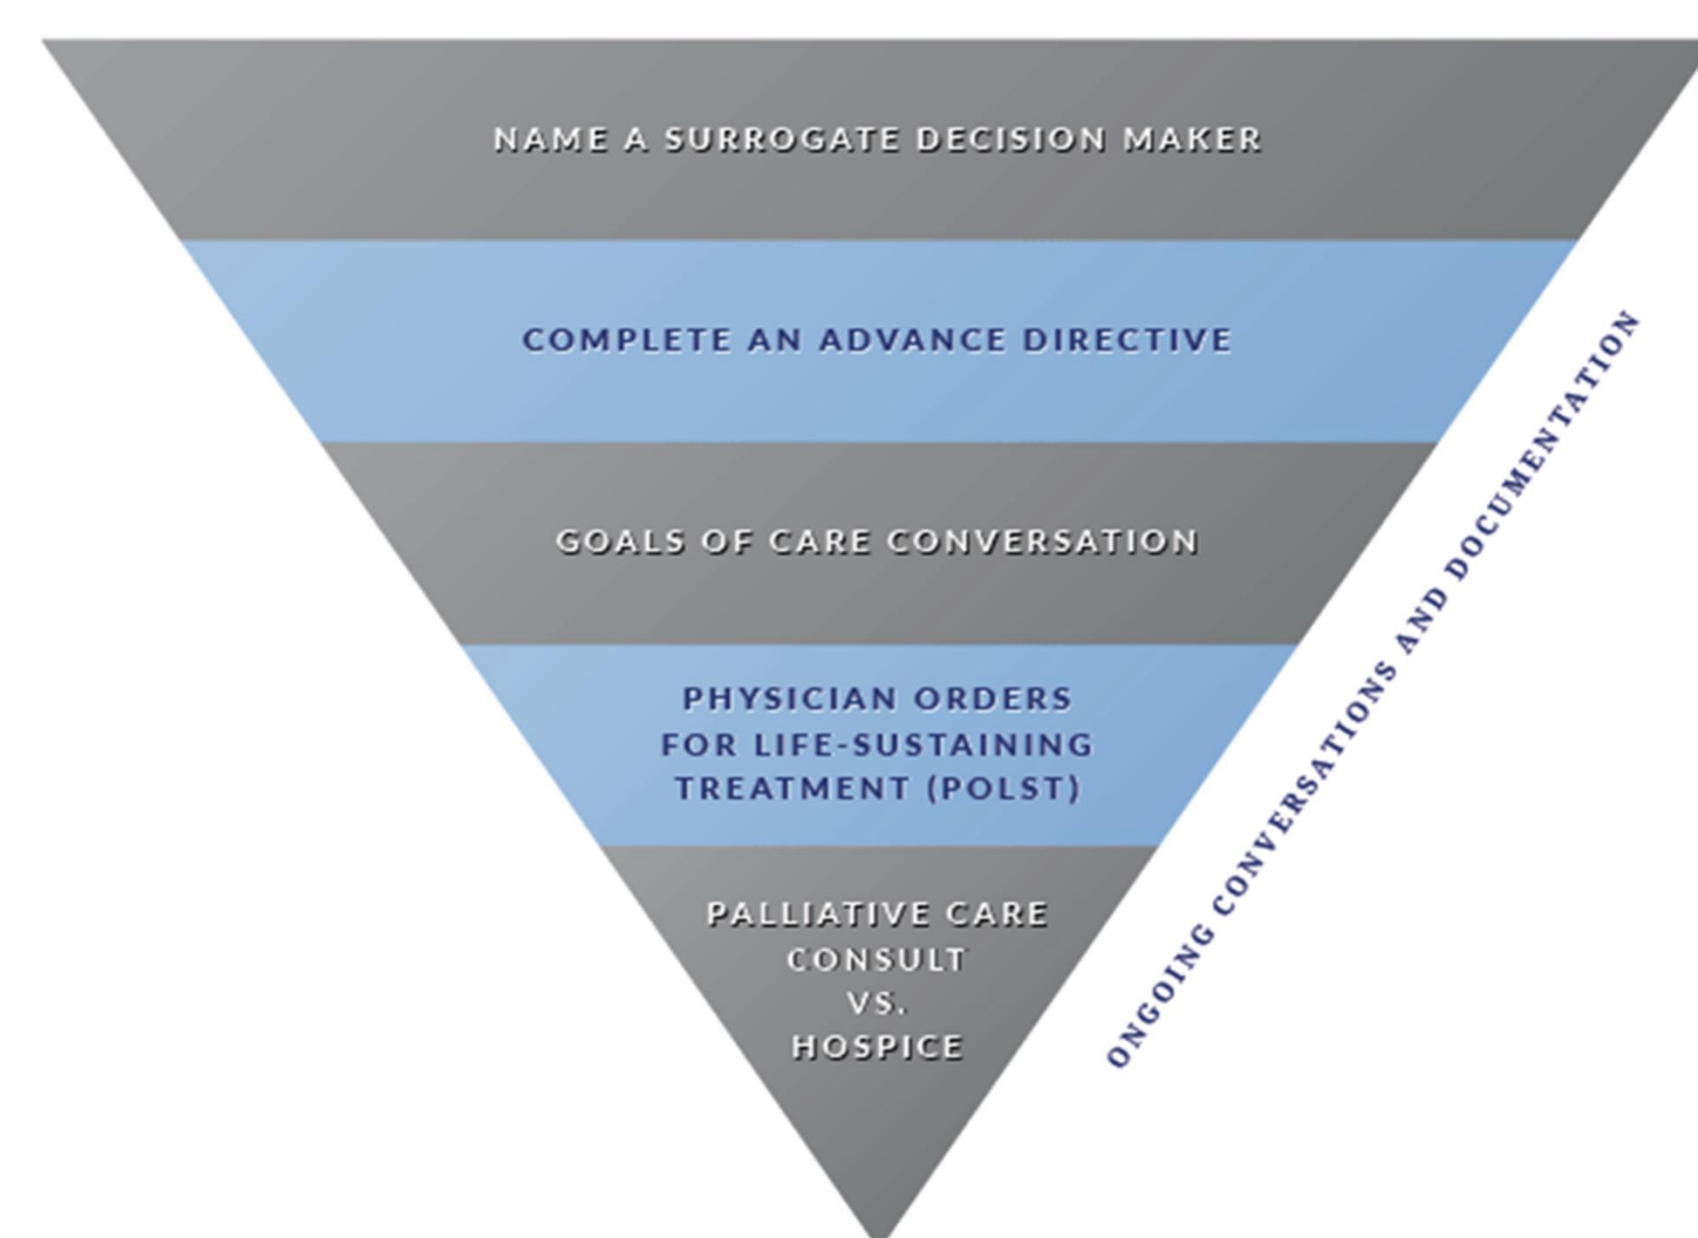 NAME A SURROGATE DECISION MAKER
COMPLETE AN ADVANCE DIRECTIVE
GOALS OF CARE CONVERSATION
PHYSICIAN ORDERS
FOR LIFE-SUSTAINING
TREATMENT (POLST)
PALLIATIVE CARE
CONSULT
VS.
HOSPICE
ONGOING CONVERSATIONS AND DOCUMENTATION